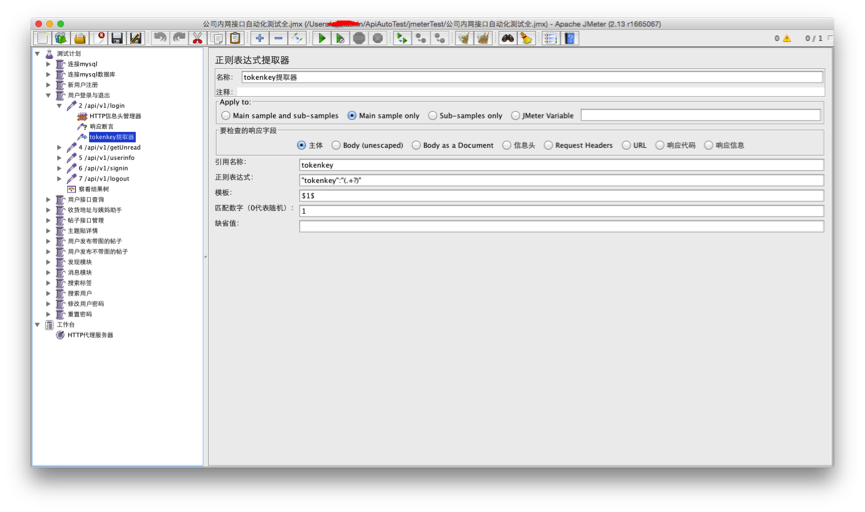 公司内网接口自动化测试全.jmx (/Users/ n/ApiAutoTest/jmeterTest/公司内网接口自动化测试全.jmx) - Apache JMeter (2.13 r1665067)
0 0 / 1
测试计划
连接mysql
连接mysql数据库
新用户注册
用户登录与退出
2 /api/v1/login
HTTP信息头管理器
响应断言
tokenkey提取器
4 /api/v1/getUnread
5 /api/v1/userinfo
6 /api/v1/signin
7 /api/v1/logout
察看结果树
用户接口查询
收货地址与姨妈助手
帖子接口管理
主题贴详情
用户发布带图的帖子
用户发布不带图的帖子
发现模块
消息模块
搜索标签
搜索用户
修改用户密码
重置密码
工作台
HTTP代理服务器
正则表达式提取器
名称: tokenkey提取器
注释:
Apply to:
Main sample and sub-samples Main sample only Sub-samples only JMeter Variable
要检查的响应字段
主体 Body (unescaped) Body as a Document 信息头 Request Headers URL 响应代码 响应信息
引用名称: tokenkey
正则表达式: "tokenkey":"(.+?)"
模板: $1$
匹配数字（0代表随机）: 1
缺省值: